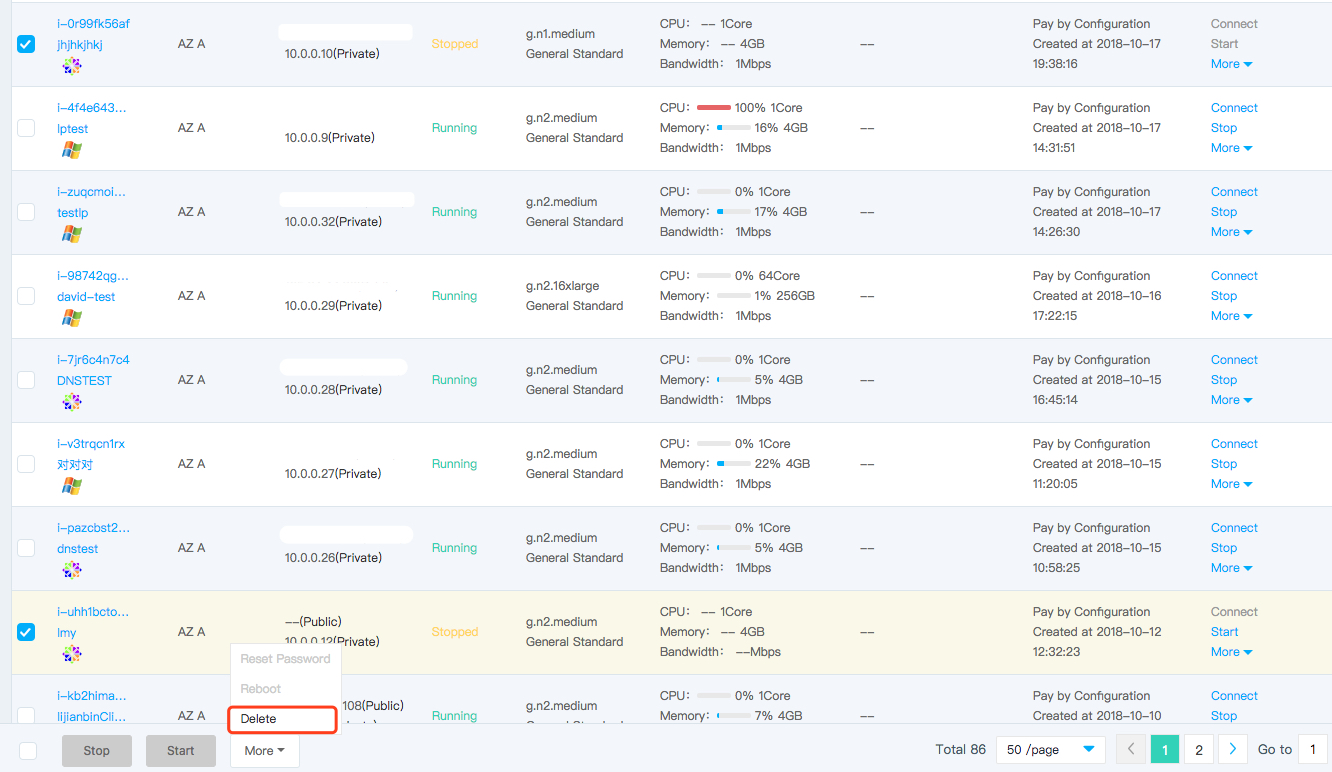 i-0r99fk56af
jhjhkjhkj
AZ A
10.0.0.10(Private)
Stopped
g.n1.medium
General Standard
CPU: -- 1Core
Memory: -- 4GB
Bandwidth: 1Mbps
--
Pay by Configuration
Created at 2018-10-17
19:38:16
Connect
Start
More
i-4f4e643...
lptest
AZ A
10.0.0.9(Private)
Running
g.n2.medium
General Standard
CPU: 100% 1Core
Memory: 16% 4GB
Bandwidth: 1Mbps
--
Pay by Configuration
Created at 2018-10-17
14:31:51
Connect
Stop
More
i-zuqcmoi...
testlp
AZ A
10.0.0.32(Private)
Running
g.n2.medium
General Standard
CPU: 0% 1Core
Memory: 17% 4GB
Bandwidth: 1Mbps
--
Pay by Configuration
Created at 2018-10-17
14:26:30
Connect
Stop
More
i-98742qg...
david-test
AZ A
10.0.0.29(Private)
Running
g.n2.16xlarge
General Standard
CPU: 0% 64Core
Memory: 1% 256GB
Bandwidth: 1Mbps
--
Pay by Configuration
Created at 2018-10-16
17:22:15
Connect
Stop
More
i-7jr6c4n7c4
DNSTEST
AZ A
10.0.0.28(Private)
Running
g.n2.medium
General Standard
CPU: 0% 1Core
Memory: 5% 4GB
Bandwidth: 1Mbps
--
Pay by Configuration
Created at 2018-10-15
16:45:14
Connect
Stop
More
i-v3trqcn1rx
对对对
AZ A
10.0.0.27(Private)
Running
g.n2.medium
General Standard
CPU: 0% 1Core
Memory: 22% 4GB
Bandwidth: 1Mbps
--
Pay by Configuration
Created at 2018-10-15
11:20:05
Connect
Stop
More
i-pazcbst2...
dnstest
AZ A
10.0.0.26(Private)
Running
g.n2.medium
General Standard
CPU: 0% 1Core
Memory: 5% 4GB
Bandwidth: 1Mbps
--
Pay by Configuration
Created at 2018-10-15
10:58:25
Connect
Stop
More
i-uhh1bcto...
lmy
AZ A
--(Public)
10.0.0.12(Private)
Stopped
g.n2.medium
General Standard
CPU: -- 1Core
Memory: -- 4GB
Bandwidth: --Mbps
--
Pay by Configuration
Created at 2018-10-12
12:32:23
Connect
Start
More
Reset Password
Reboot
Delete
i-kb2hima...
lijianbinCli...
AZ A
108(Public)
Running
g.n2.medium
General Standard
CPU: 0% 1Core
Memory: 7% 4GB
--
Pay by Configuration
Created at 2018-10-10
Connect
Stop
Stop
Start
More
Total 86
50 /page
1
2
Go to
1